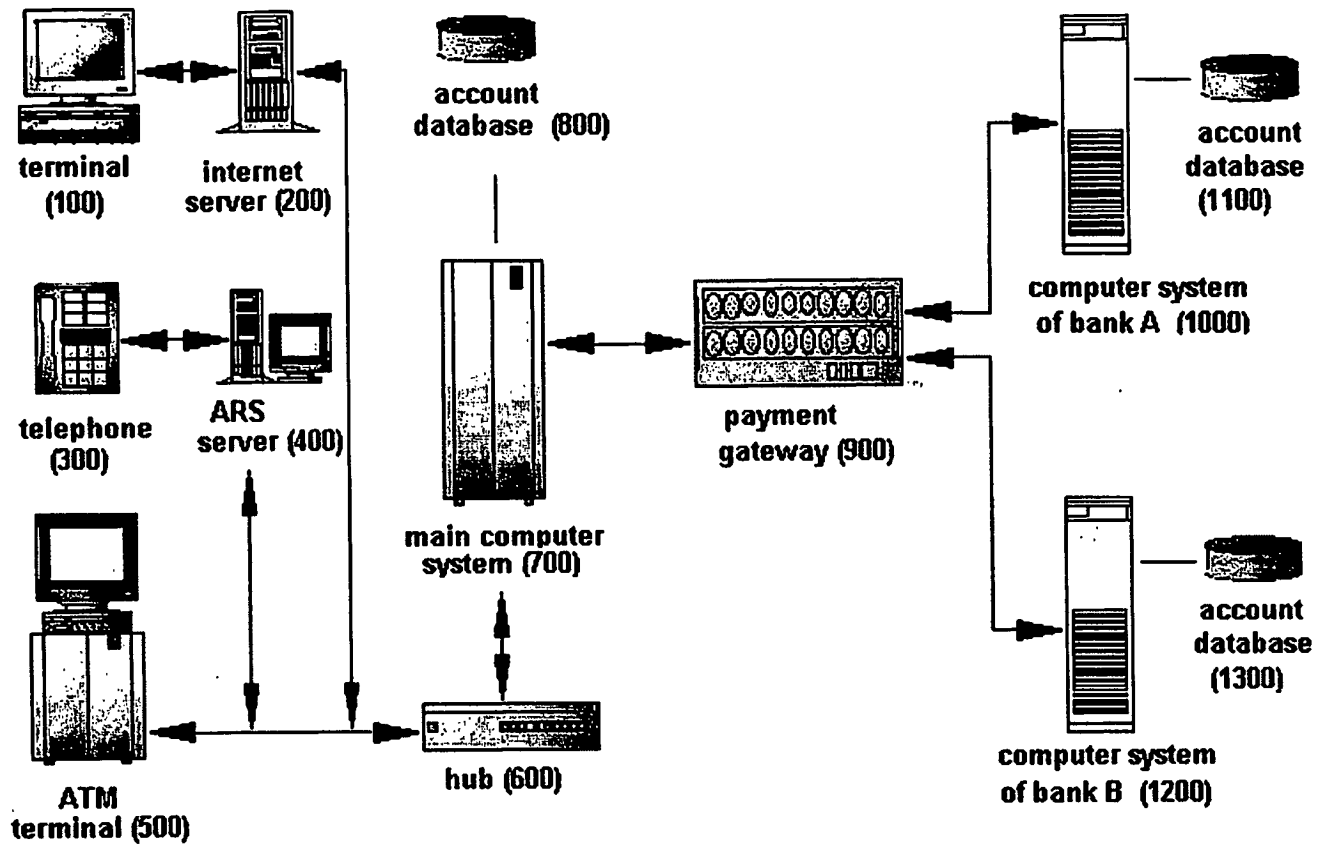 terminal
(100)
internet
server (200)
account
database (800)
account
database
(1100)
computer system
of bank A (1000)
telephone
(300)
ARS
server (400)
payment
gateway (900)
main computer
system (700)
account
database
(1300)
computer system
of bank B (1200)
hub (600)
ATM
terminal (500)